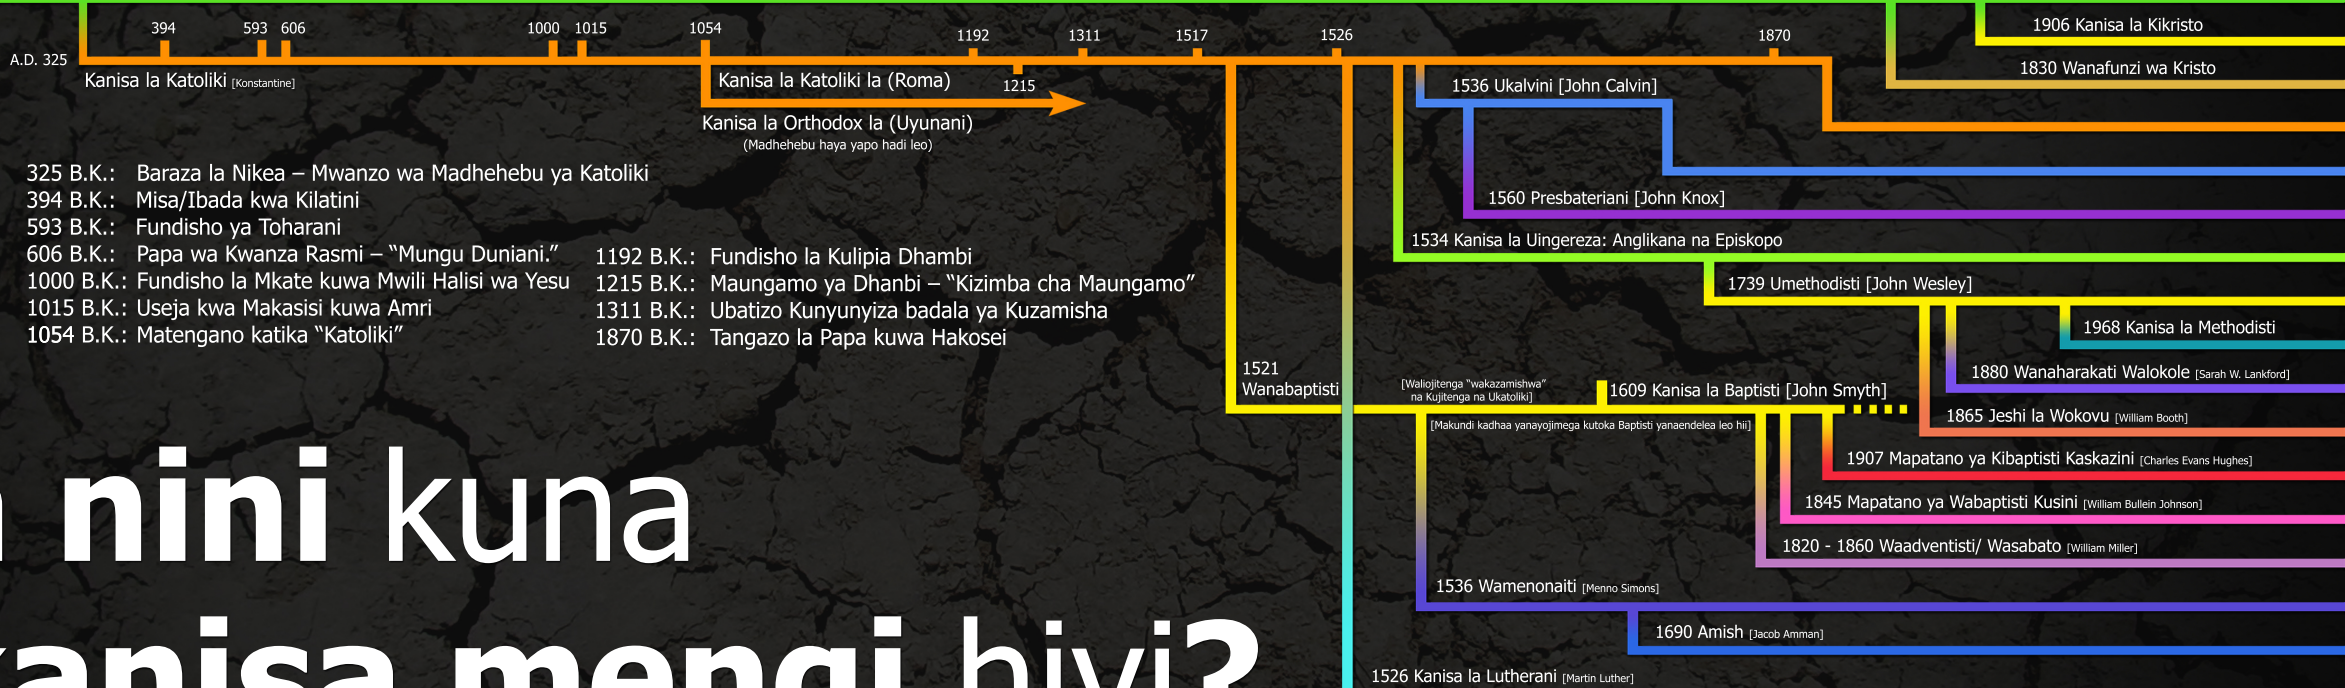 394
593
606
1000
1015
1054
1192
1311
1517
1526
1870
A.D. 325
Kanisa la Katoliki [Konstantine]
Kanisa la Katoliki la (Roma)
1215
Kanisa la Orthodox la (Uyunani)
(Madhehebu haya yapo hadi leo)
1906 Kanisa la Kikristo
1830 Wanafunzi wa Kristo
1536 Ukalvini [John Calvin]
1560 Presbateriani [John Knox]
1534 Kanisa la Uingereza: Anglikana na Episkopo
1739 Umethodisti [John Wesley]
1968 Kanisa la Methodisti
1880 Wanaharakati Walokole [Sarah W. Lankford]
1865 Jeshi la Wokovu [William Booth]
325 B.K.: Baraza la Nikea – Mwanzo wa Madhehebu ya Katoliki
394 B.K.: Misa/Ibada kwa Kilatini
593 B.K.: Fundisho ya Toharani
606 B.K.: Papa wa Kwanza Rasmi – “Mungu Duniani.”
1000 B.K.: Fundisho la Mkate kuwa Mwili Halisi wa Yesu
1015 B.K.: Useja kwa Makasisi kuwa Amri
1054 B.K.: Matengano katika “Katoliki”
1192 B.K.: Fundisho la Kulipia Dhambi
1215 B.K.: Maungamo ya Dhanbi – “Kizimba cha Maungamo”
1311 B.K.: Ubatizo Kunyunyiza badala ya Kuzamisha
1870 B.K.: Tangazo la Papa kuwa Hakosei
1521
Wanabaptisti
[Waliojitenga “wakazamishwa”
na Kujitenga na Ukatoliki]
1609 Kanisa la Baptisti [John Smyth]
[Makundi kadhaa yanayojimega kutoka Baptisti yanaendelea leo hii]
1907 Mapatano ya Kibaptisti Kaskazini [Charles Evans Hughes]
1845 Mapatano ya Wabaptisti Kusini [William Bullein Johnson]
1820 - 1860 Waadventisti/ Wasabato [William Miller]
1536 Wamenonaiti [Menno Simons]
1690 Amish [Jacob Amman]
1526 Kanisa la Lutherani [Martin Luther]
nini kuna
kanisa mengi hivi?